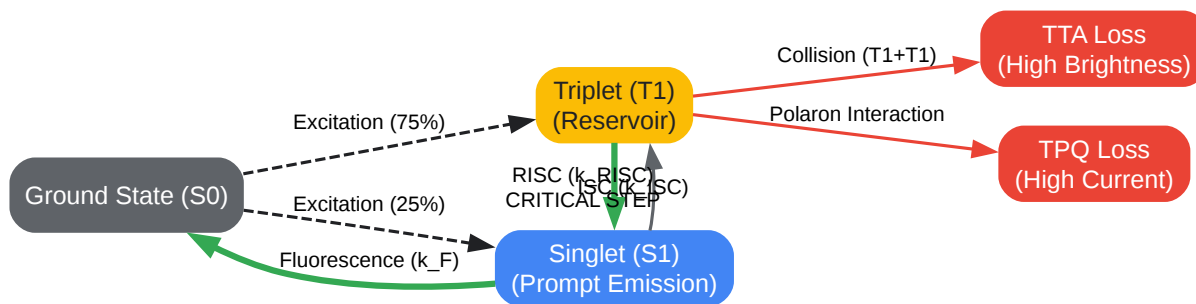 TTA Loss
(High Brightness)
Collision (T1+T1)
Triplet (T1)
(Reservoir)
Excitation (75%)
Polaron Interaction
TPQ Loss
(High Current)
RISC (k_RISC)
CRITICAL STEP
ISC (k_ISC)
Ground State (S0)
Excitation (25%)
Fluorescence (k_F)
Singlet (S1)
(Prompt Emission)